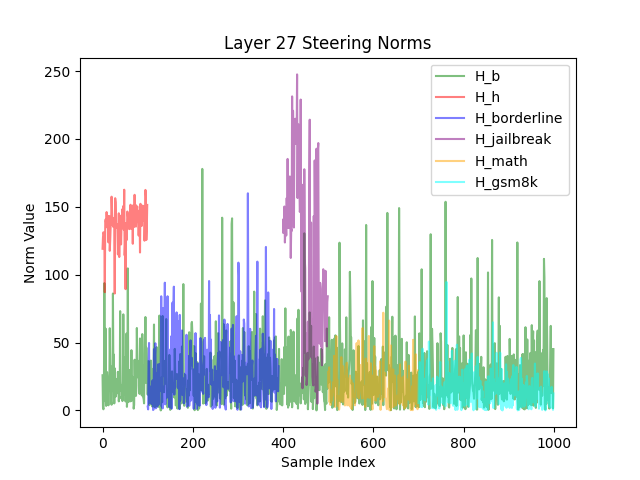 Layer 27 Steering Norms
250
200
150
100
50
0
Norm Value
0
200
400
600
800
1000
Sample Index
H_b
H_h
H_borderline
H_jailbreak
H_math
H_gsm8k